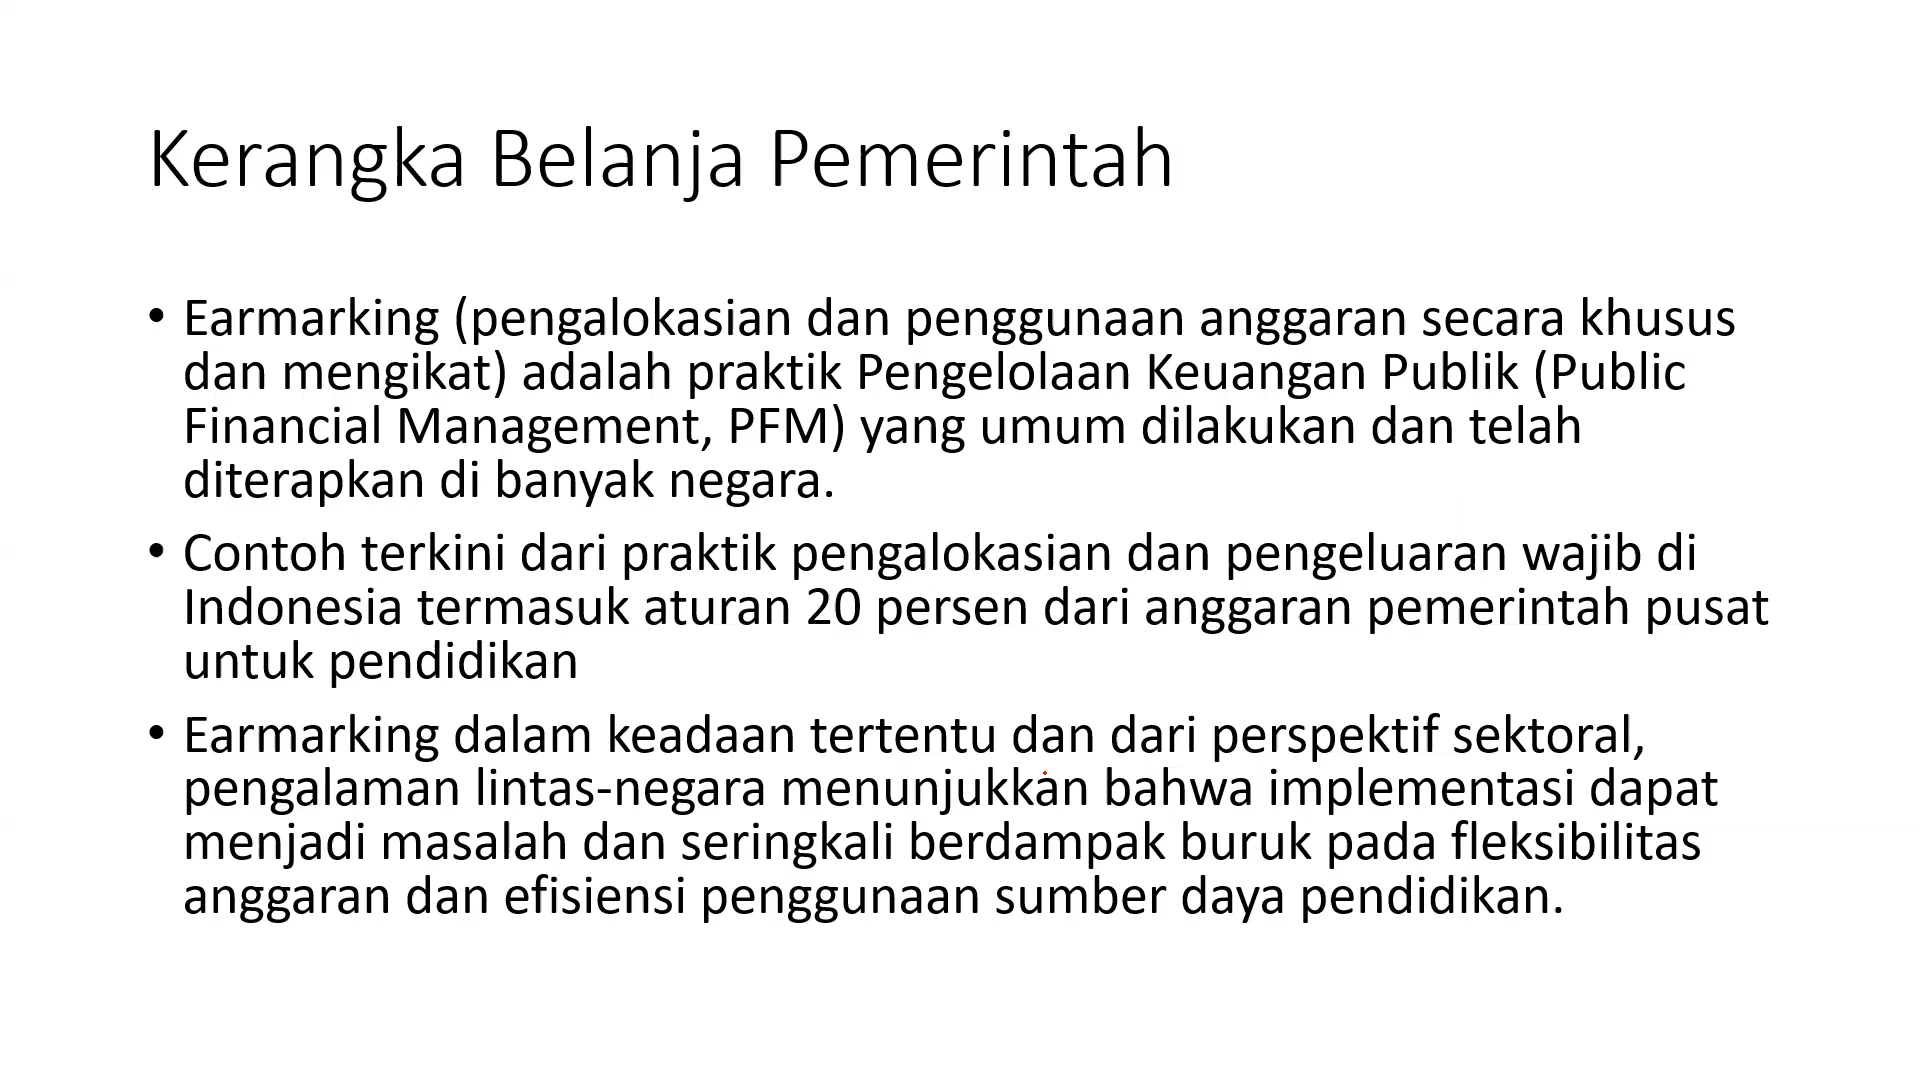 Kerangka Belanja Pemerintah
• Earmarking (pengalokasian dan penggunaan anggaran secara khusus
dan mengikat) adalah praktik Pengelolaan Keuangan Publik (Public
Financial Management, PFM) yang umum dilakukan dan telah
diterapkan di banyak negara.
• Contoh terkini dari praktik pengalokasian dan pengeluaran wajib di
Indonesia termasuk aturan 20 persen dari anggaran pemerintah pusat
untuk pendidikan
• Earmarking dalam keadaan tertentu dan dari perspektif sektoral,
pengalaman lintas-negara menunjukkan bahwa implementasi dapat
menjadi masalah dan seringkali berdampak buruk pada fleksibilitas
anggaran dan efisiensi penggunaan sumber daya pendidikan.